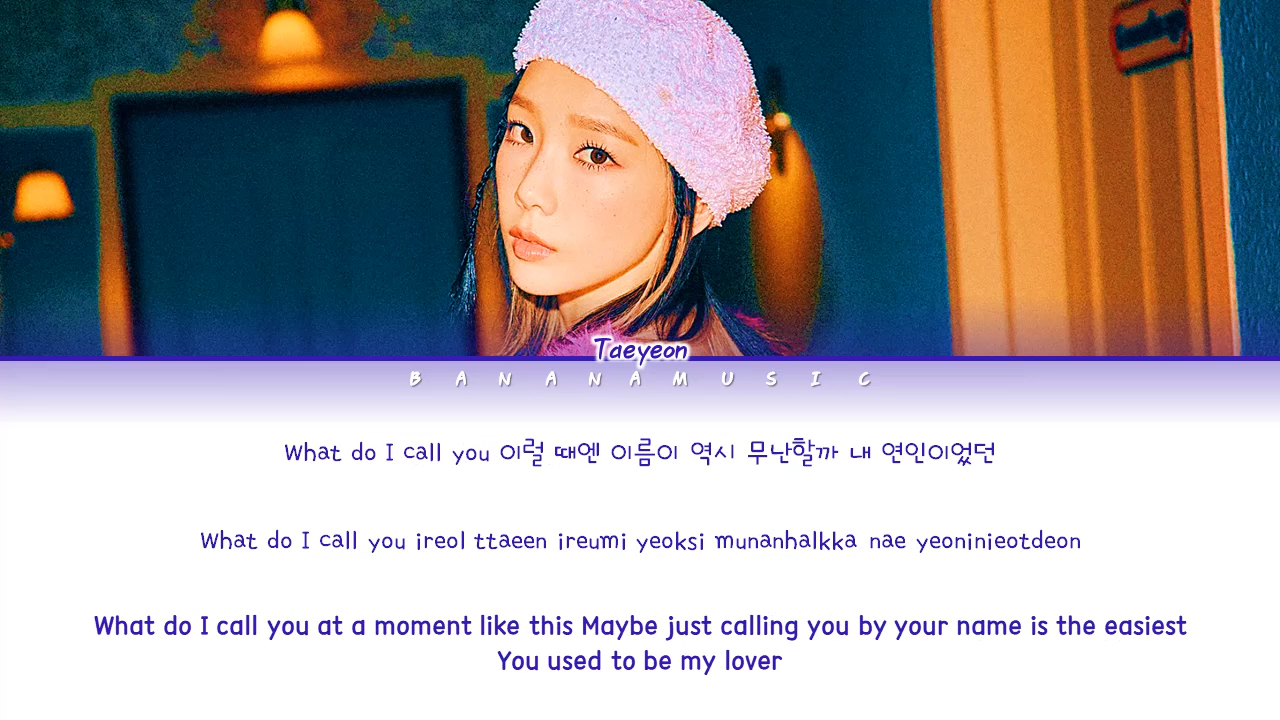 Taeyeon
BANANAMUSIC
What do I call you 이럴 때엔 이름이 역시 무난할까 내 연인이었던
What do I call you ireol ttaeen ireumi yeoksi munanhalkka nae yeoninieotdeon
What do I call you at a moment like this Maybe just calling you by your name is the easiest
You used to be my lover